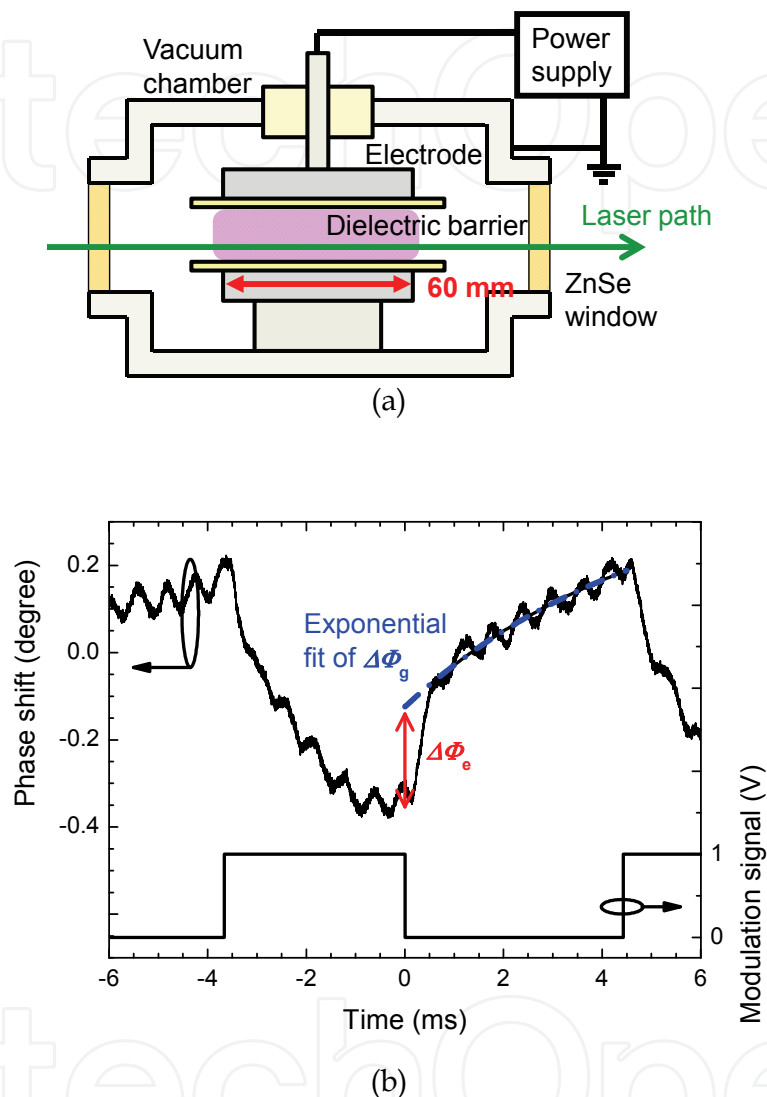 Vacuum
chamber
Power
supply
Electrode
Dielectric barrier
Laser path
60 mm
ZnSe
window
(a)
Phase shift (degree)
0.2
0.0
-0.2
-0.4
Exponential
fit of ΔΦg
ΔΦe
Modulation signal (V)
1
0
-6
-4
-2
0
2
4
6
Time (ms)
(b)